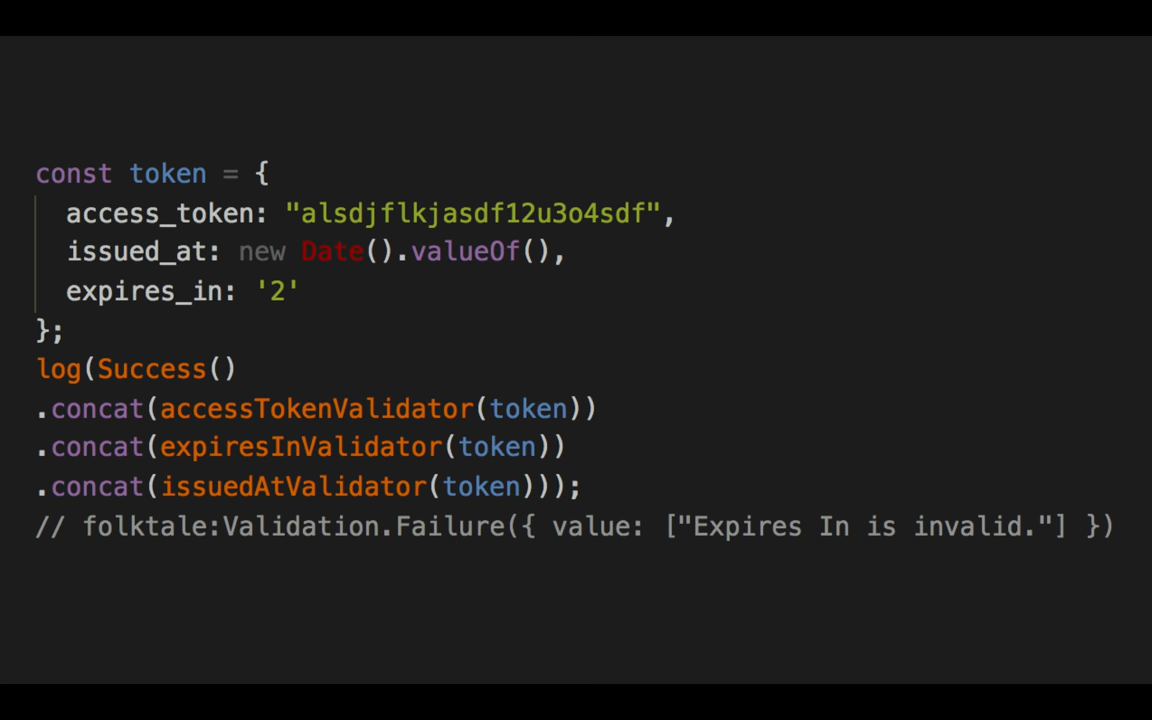 const token = {
  access_token: "alsdjflkjasdf12u3o4sdf",
  issued_at: new Date().valueOf(),
  expires_in: '2'
};
log(Success()
.concat(accessTokenValidator(token))
.concat(expiresInValidator(token))
.concat(issuedAtValidator(token)));
// folktale:Validation.Failure({ value: ["Expires In is invalid."] })